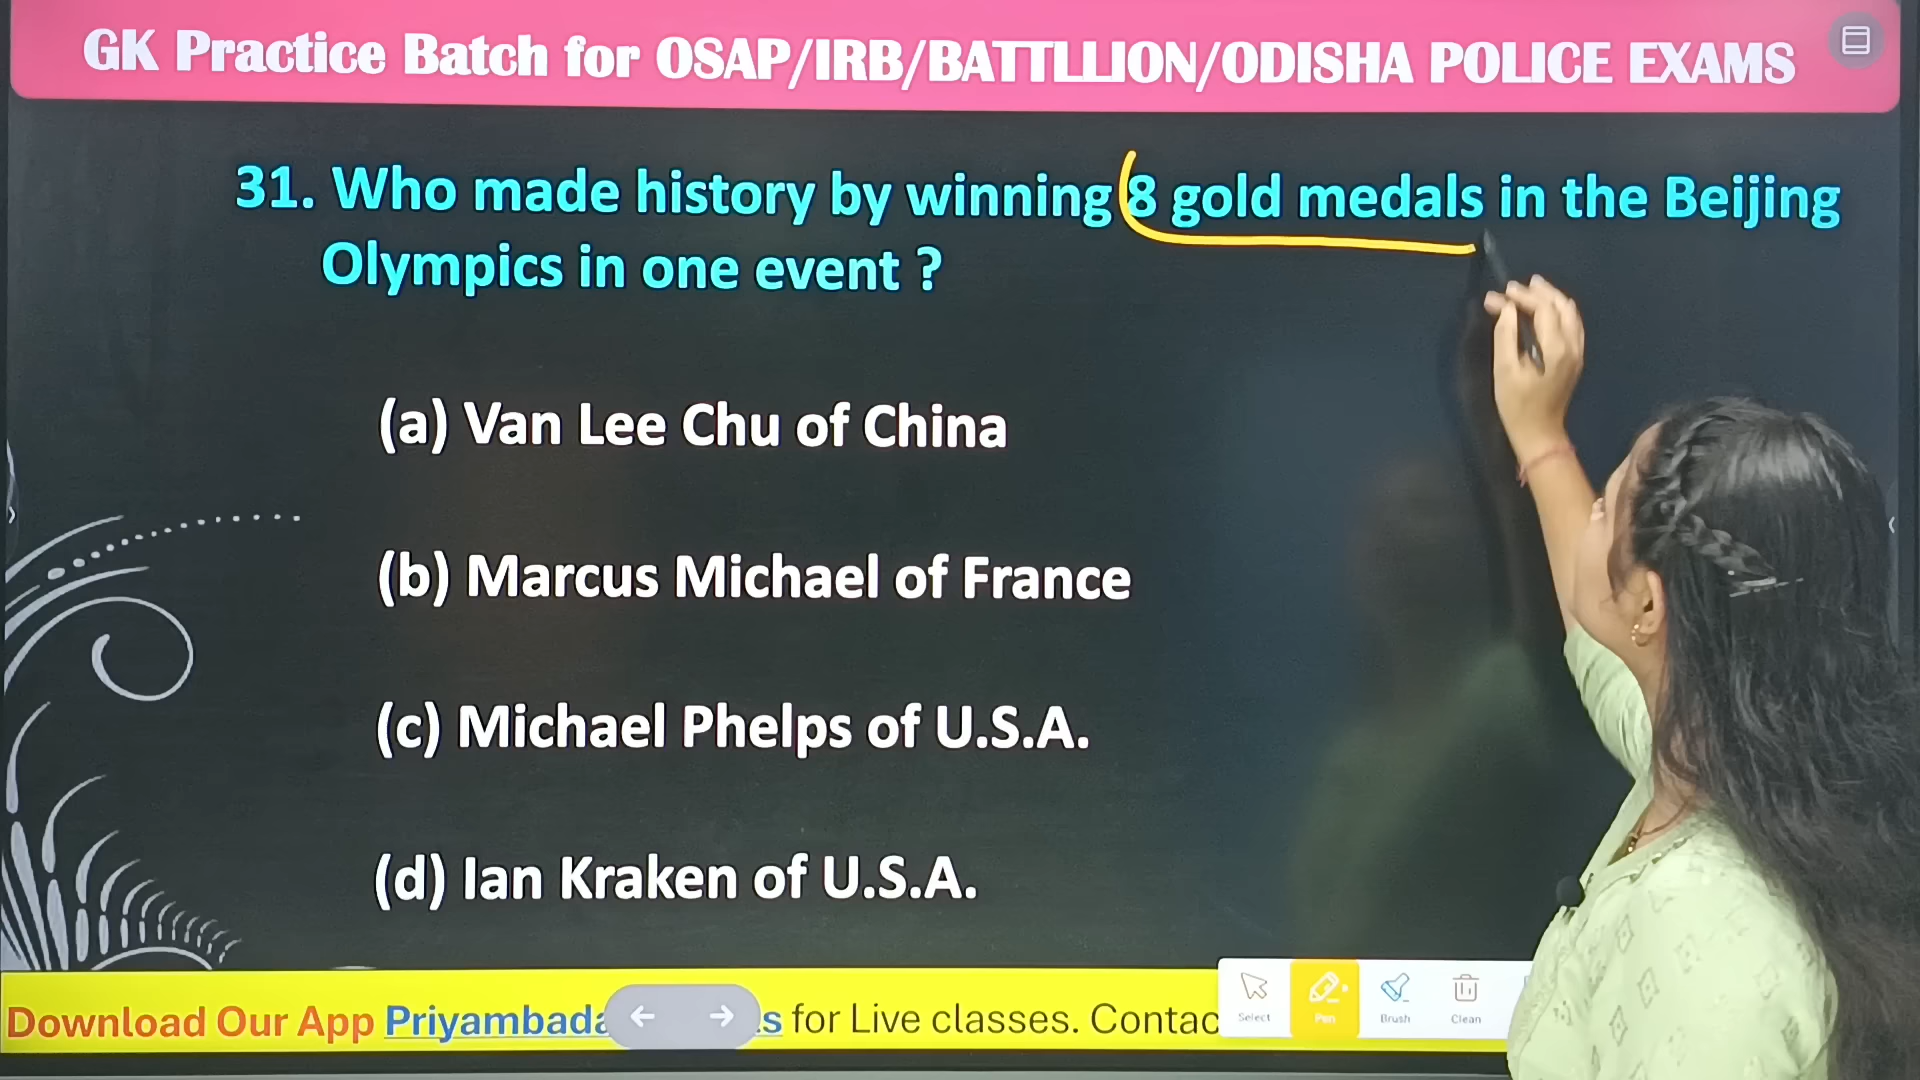 GK Practice Batch for OSAP/IRB/BATTLLION/ODISHA POLICE EXAMS
31. Who made history by winning 8 gold medals in the Beijing
Olympics in one event ?
(a) Van Lee Chu of China
(b) Marcus Michael of France
(c) Michael Phelps of U.S.A.
(d) Ian Kraken of U.S.A.
Download Our App Priyambada for Live classes.
Select Pen Brush Clean